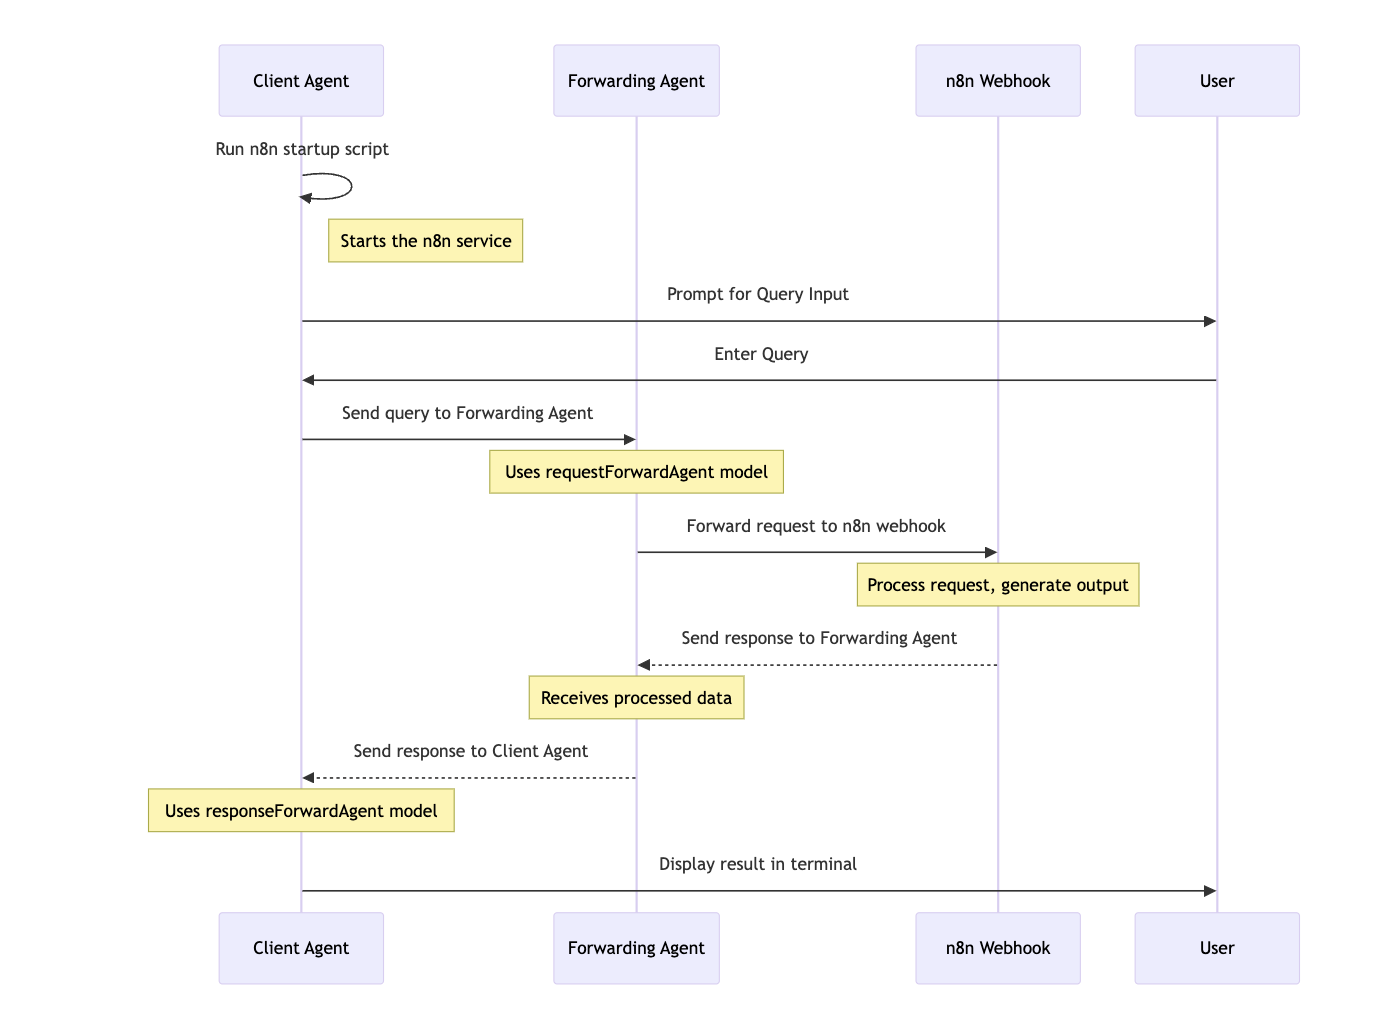 Client Agent
Forwarding Agent
n8n Webhook
User
Run n8n startup script
Starts the n8n service
Prompt for Query Input
Enter Query
Send query to Forwarding Agent
Uses requestForwardAgent model
Forward request to n8n webhook
Process request, generate output
Send response to Forwarding Agent
Receives processed data
Send response to Client Agent
Uses responseForwardAgent model
Display result in terminal
Client Agent
Forwarding Agent
n8n Webhook
User